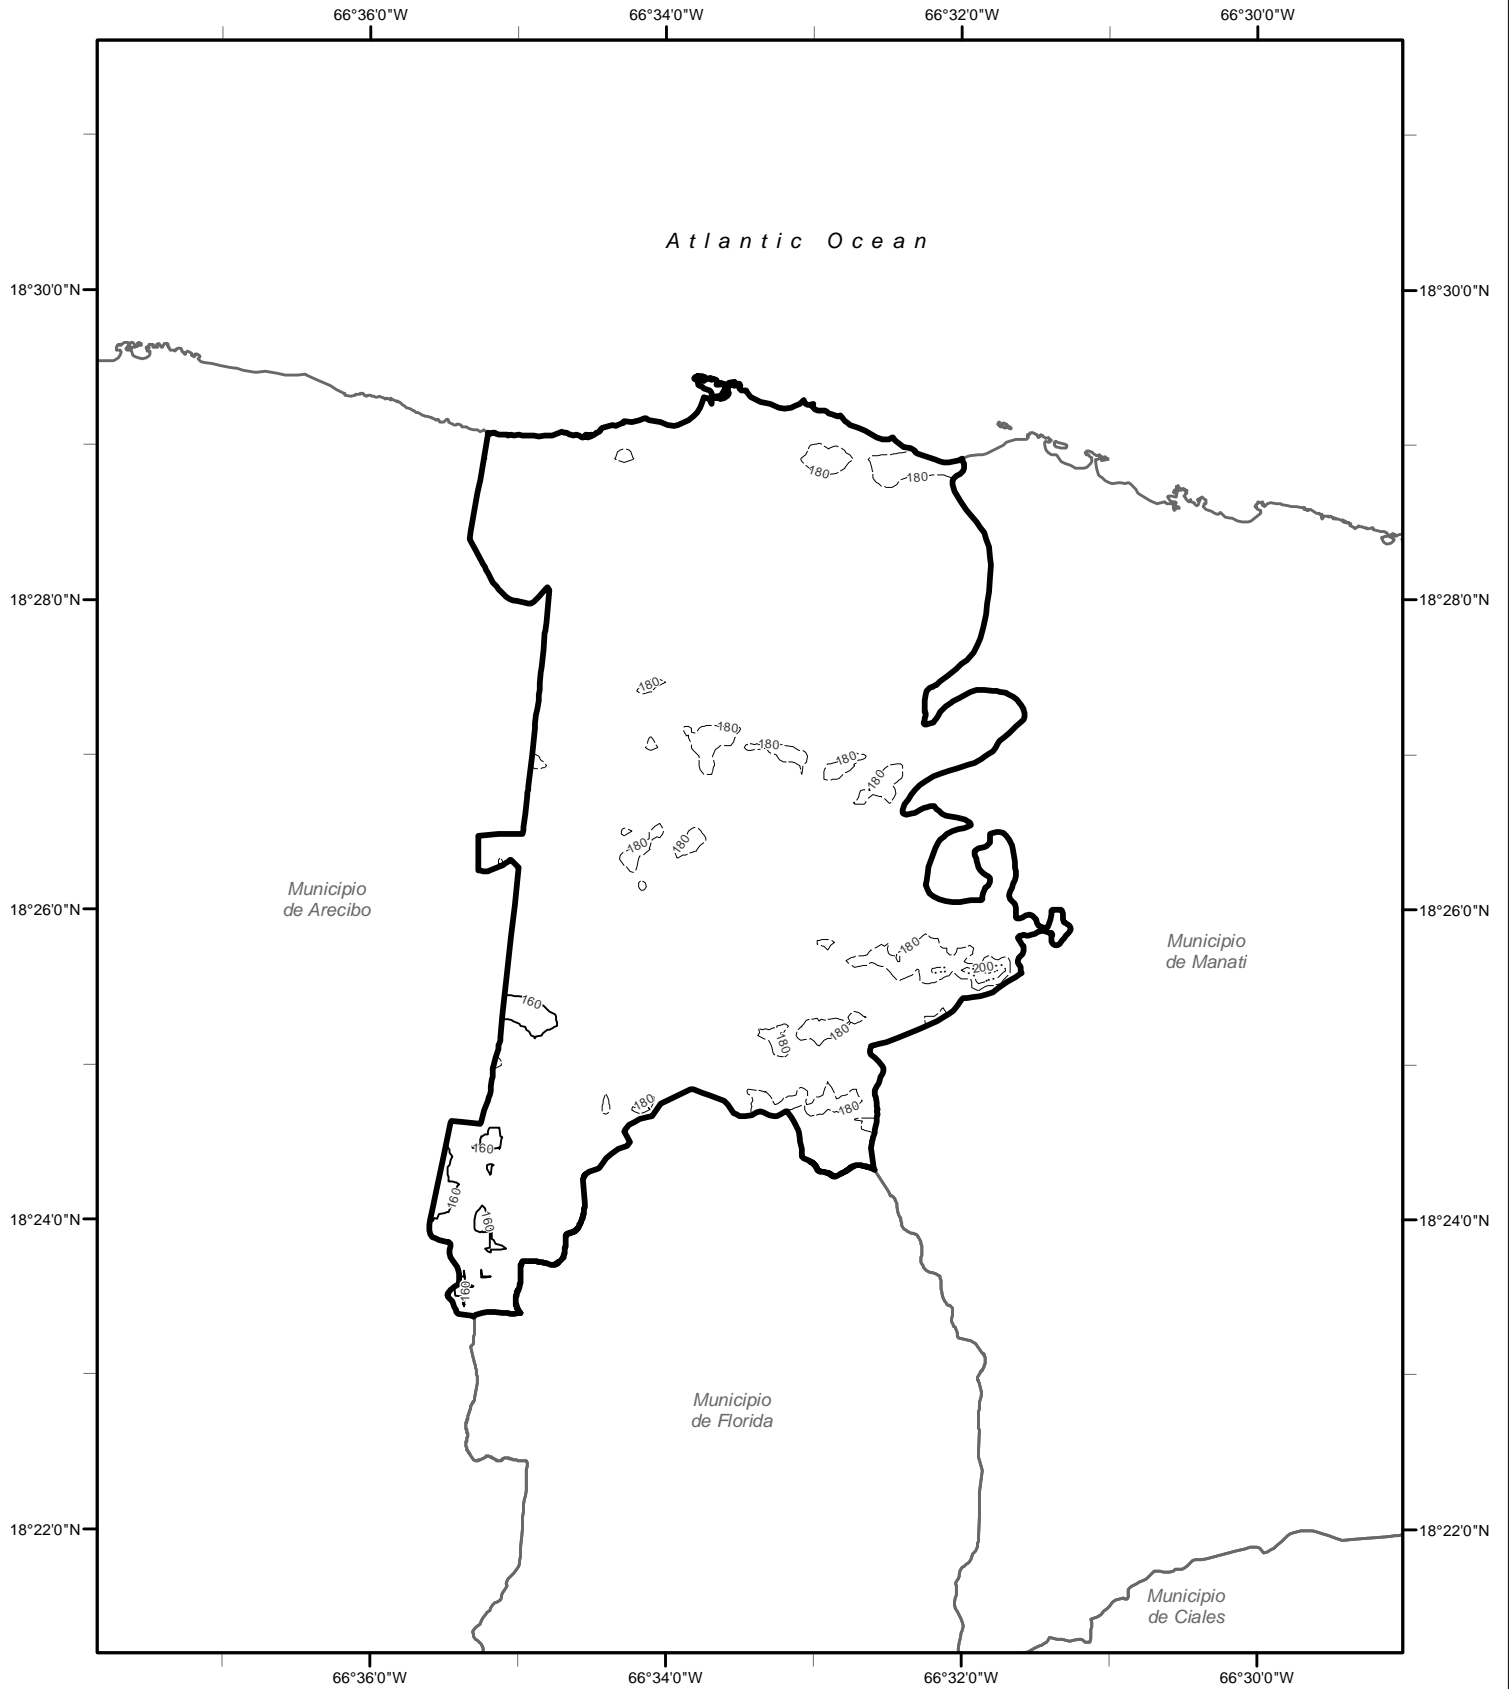 66°36'0"W 66°34'0"W 66°32'0"W 66°30'0"W
Atlantic Ocean
18°30'0"N 18°30'0"N
180
180
18°28'0"N 18°28'0"N
180
180
180
180
180
180
180
Municipio
de Arecibo
18°26'0"N 18°26'0"N
Municipio
de Manati
180
200
160
180
180
180
180
160
160
18°24'0"N 18°24'0"N
160
160
Municipio
de Florida
18°22'0"N 18°22'0"N
Municipio
de Ciales
66°36'0"W 66°34'0"W 66°32'0"W 66°30'0"W